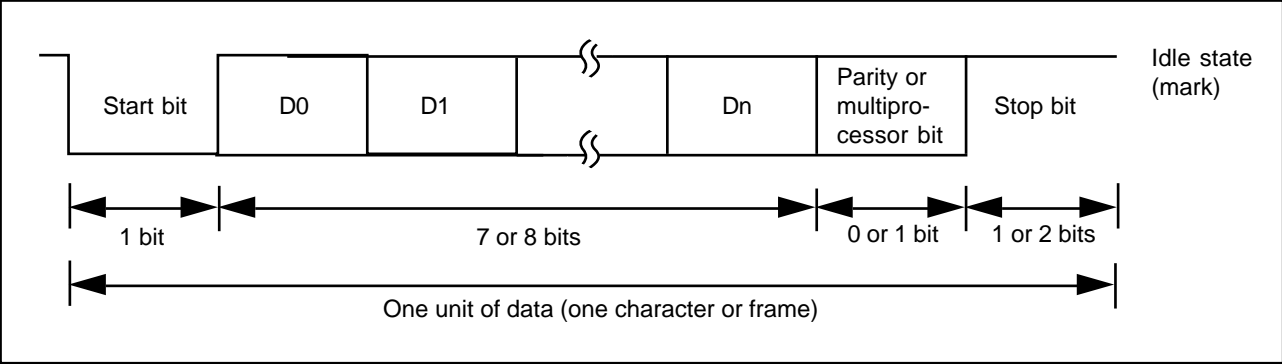 Start bit
D0
D1
Dn
Parity or
multipro-
cessor bit
Stop bit
Idle state
(mark)
1 bit
7 or 8 bits
0 or 1 bit
1 or 2 bits
One unit of data (one character or frame)